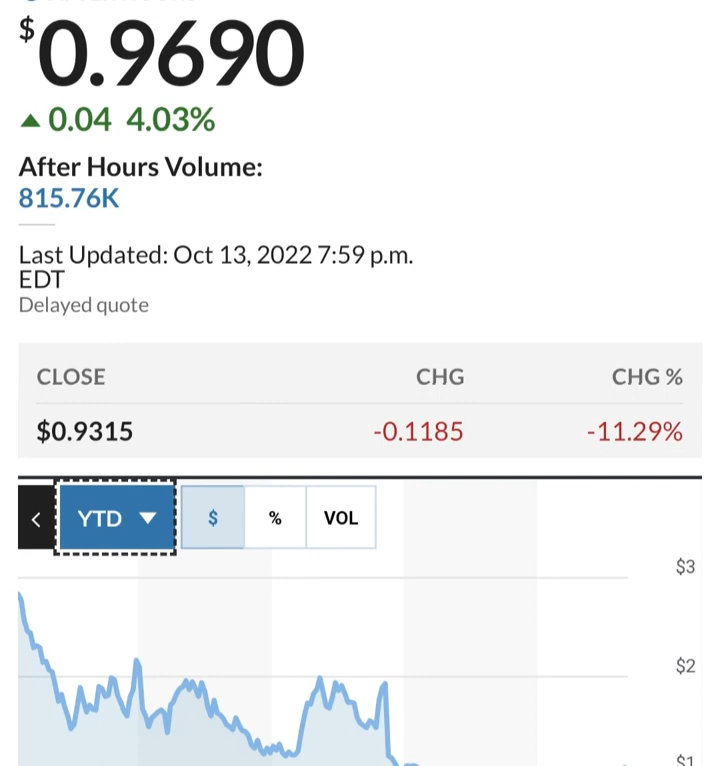 $0.9690
▲ 0.04 4.03%
After Hours Volume:
815.76K
Last Updated: Oct 13, 2022 7:59 p.m.
EDT
Delayed quote
CLOSE CHG CHG %
$0.9315 -0.1185 -11.29%
< YTD ▼ $ % VOL
$3
$2
$1